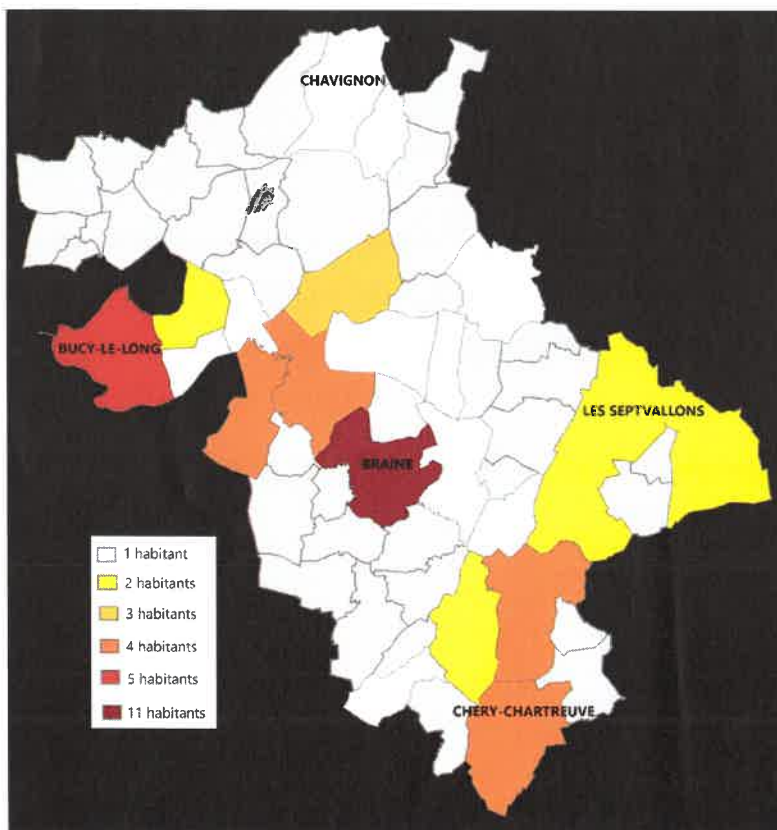 CHAVIGNON
BUCY-LE-LONG
LES SEPTVALLONS
BRAINE
1 habitant
2 habitants
3 habitants
4 habitants
5 habitants
11 habitants
CHERY-CHARTREUVE